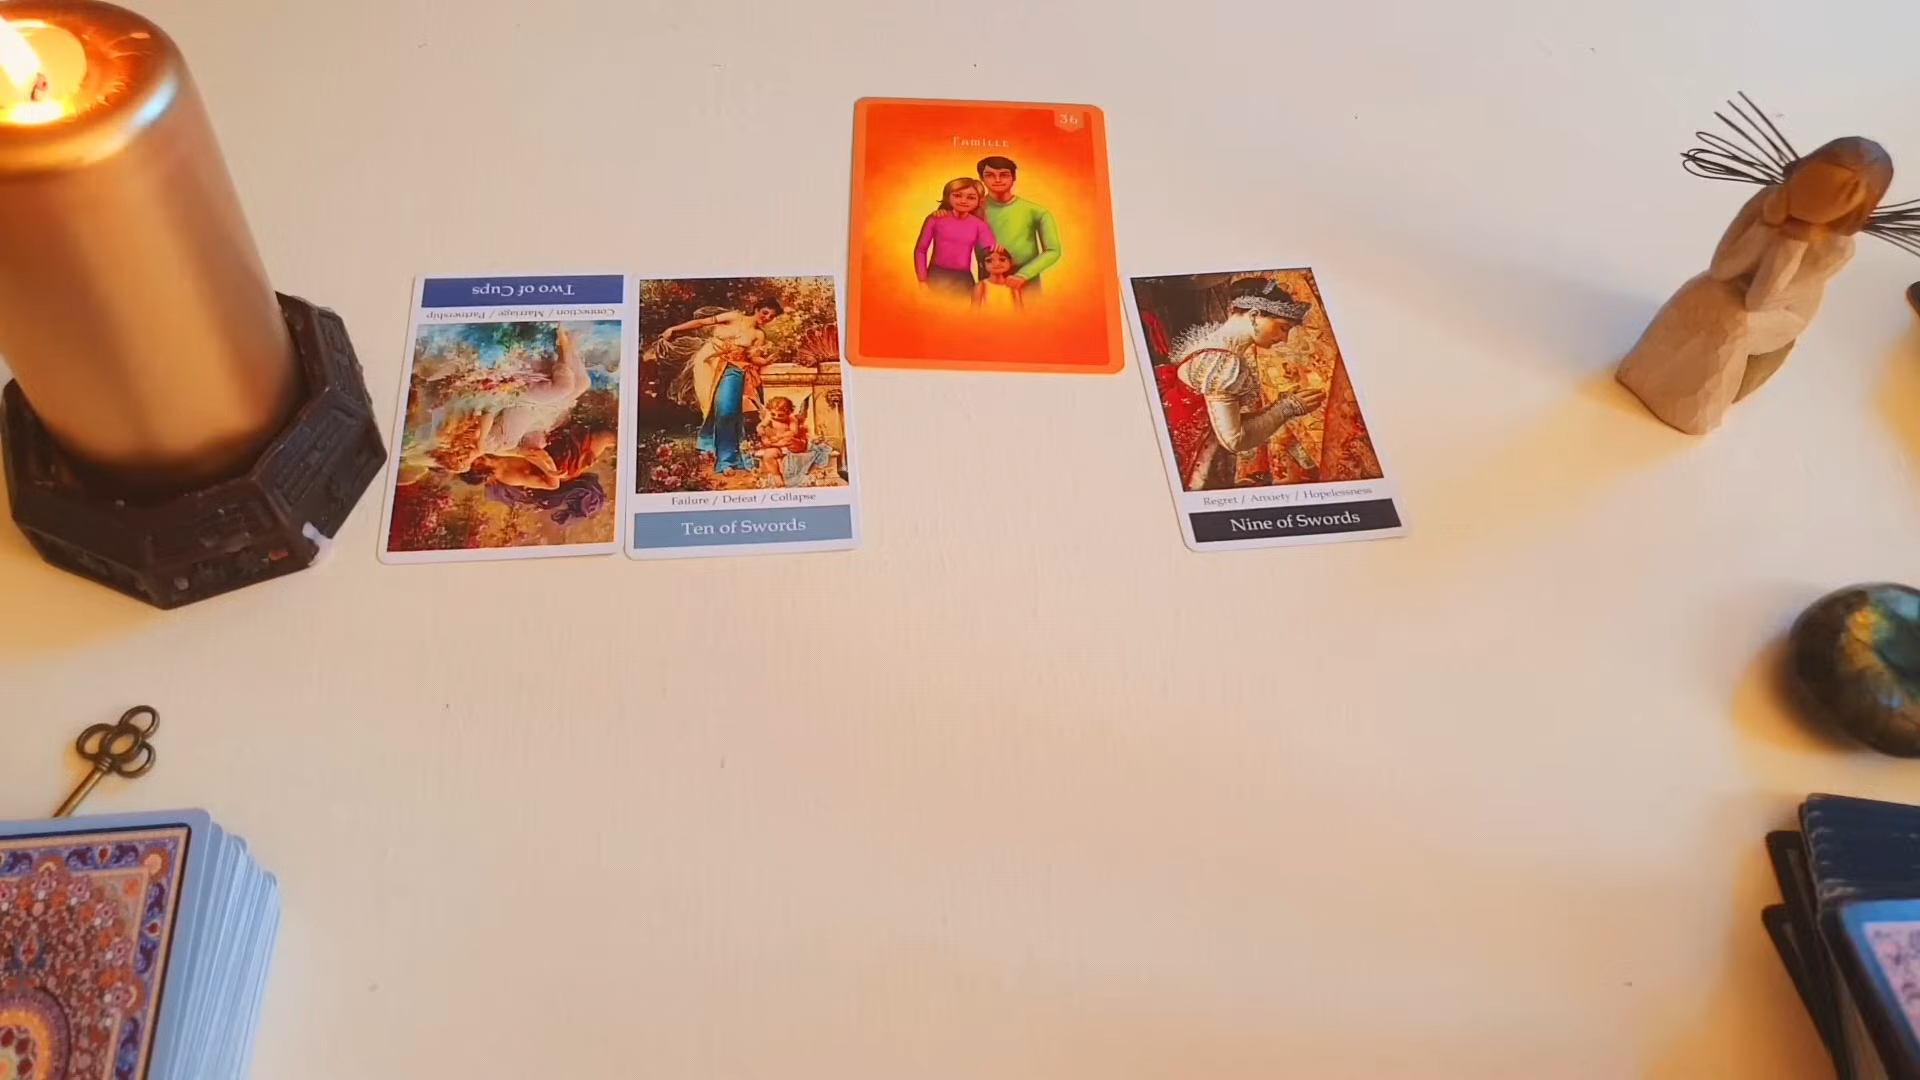 36
Famille
Two of Cups
Connection / Marriage / Partnership
Failure / Defeat / Collapse
Ten of Swords
Regret / Anxiety / Hopelessness
Nine of Swords